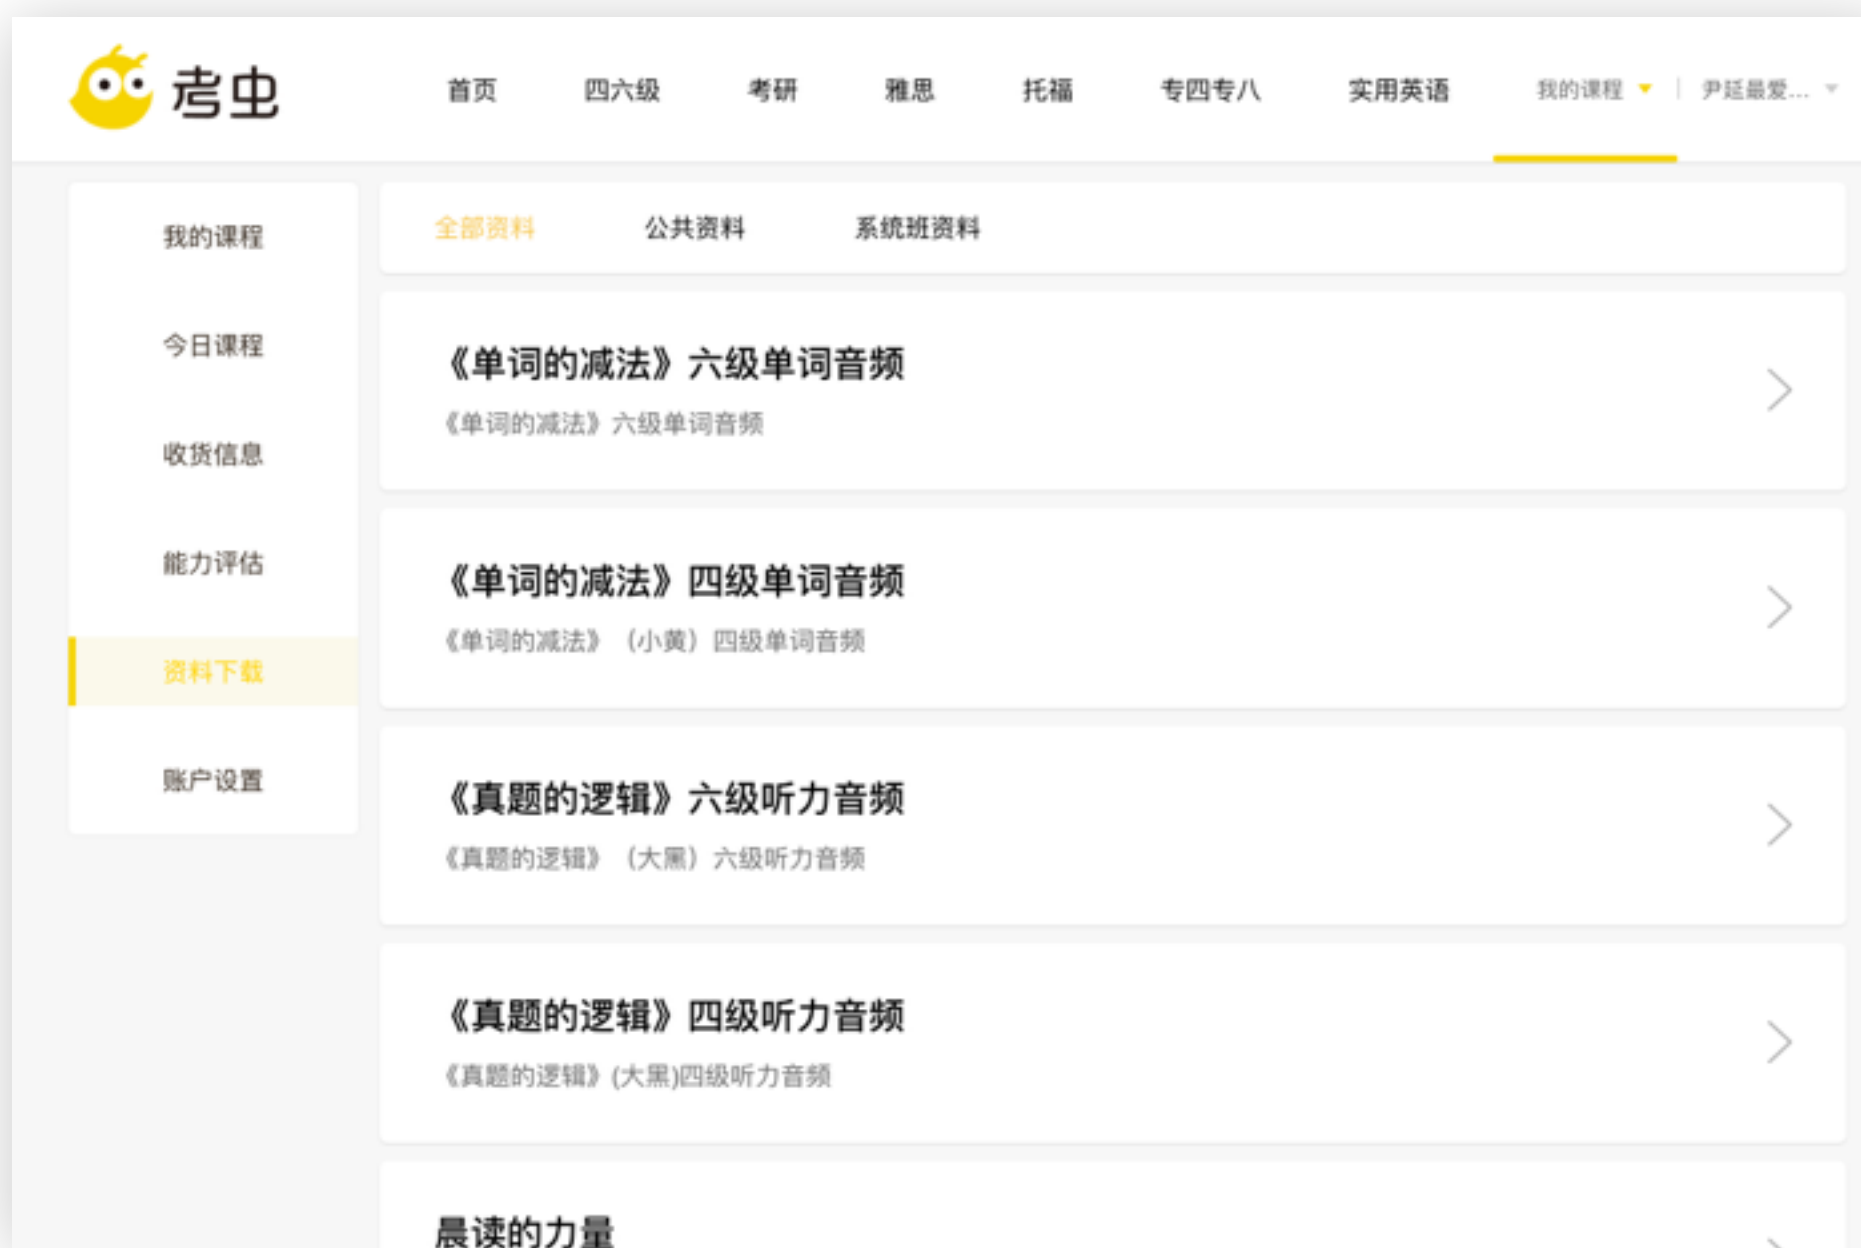 考虫
首页 四六级 考研 雅思 托福 专四专八 实用英语 我的课程 尹延最爱...
我的课程
今日课程
收货信息
能力评估
资料下载
账户设置
全部资料 公共资料 系统班资料
《单词的减法》六级单词音频
《单词的减法》六级单词音频
《单词的减法》四级单词音频
《单词的减法》（小黄）四级单词音频
《真题的逻辑》六级听力音频
《真题的逻辑》（大黑）六级听力音频
《真题的逻辑》四级听力音频
《真题的逻辑》(大黑)四级听力音频
晨读的力量